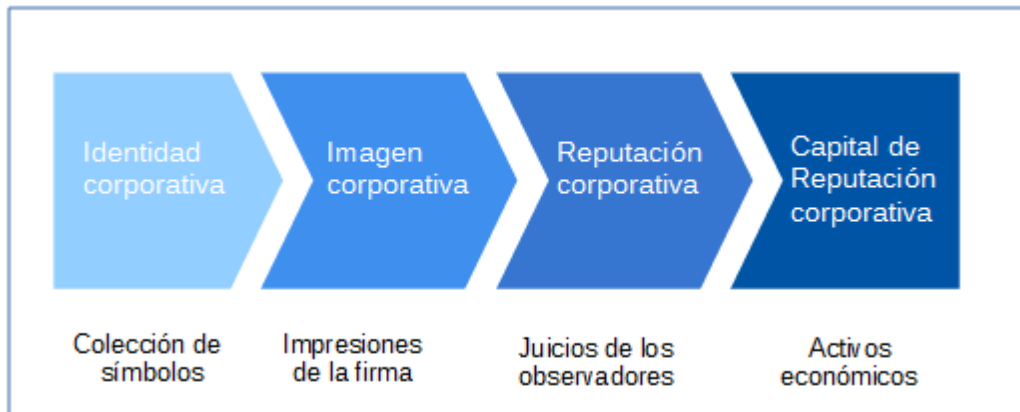 Identidad
corporativa
Imagen
corporativa
Reputación
corporativa
Capital de
Reputación
corporativa
Colección de
símbolos
Impresiones
de la firma
Juicios de los
observadores
Activos
económicos